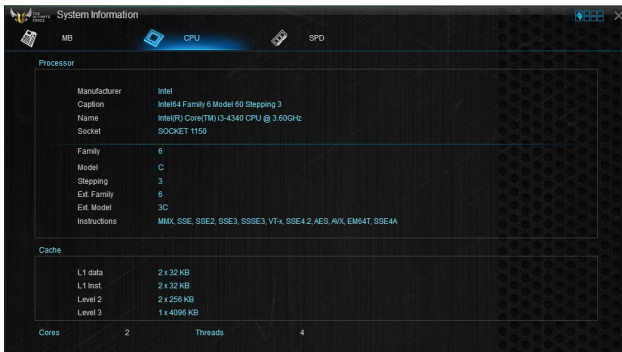 THE ULTIMATE FORCE
System Information
MB CPU SPD
Processor
Manufacturer Intel
Caption Intel64 Family 6 Model 60 Stepping 3
Name Intel(R) Core(TM) i3-4340 CPU @ 3.60GHz
Socket SOCKET 1150
Family 6
Model C
Stepping 3
Ext. Family 6
Ext. Model 3C
Instructions MMX, SSE, SSE2, SSE3, SSSE3, VT-x, SSE4.2, AES, AVX, EM64T, SSE4A
Cache
L1 data 2 x 32 KB
L1 Inst. 2 x 32 KB
Level 2 2 x 256 KB
Level 3 1 x 4096 KB
Cores 2 Threads 4